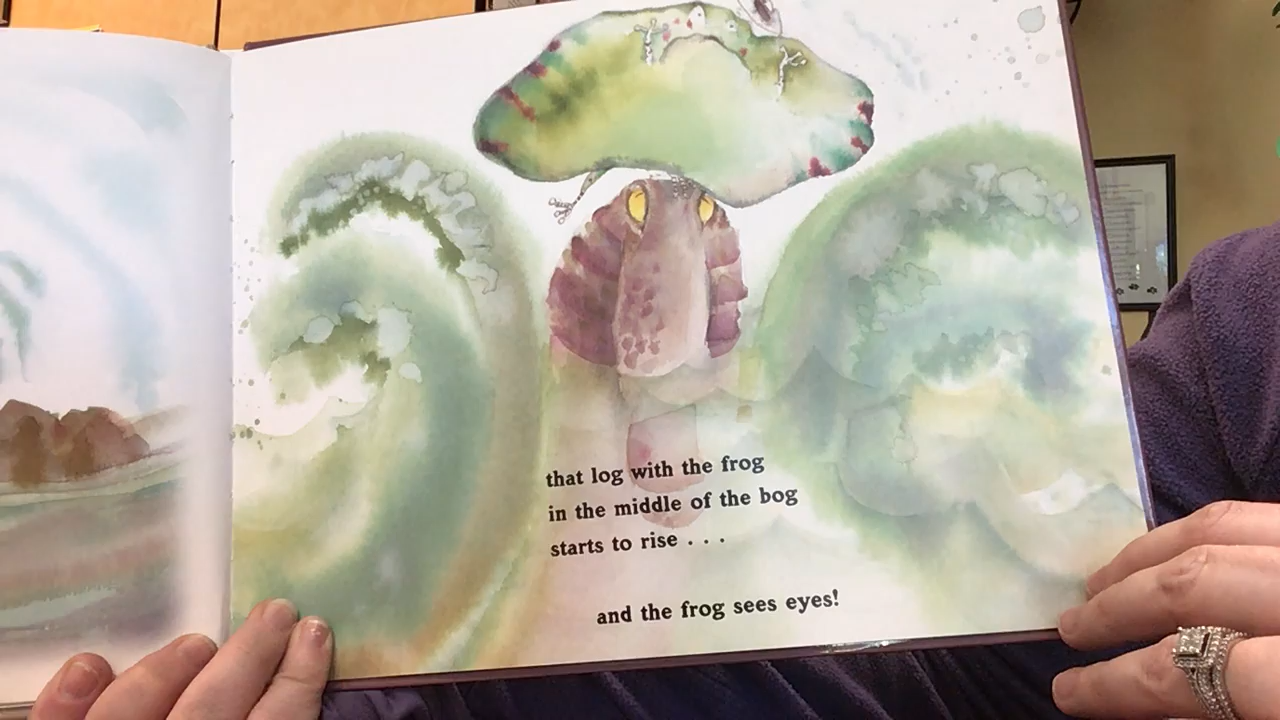 that log with the frog
in the middle of the bog
starts to rise . . .
and the frog sees eyes!